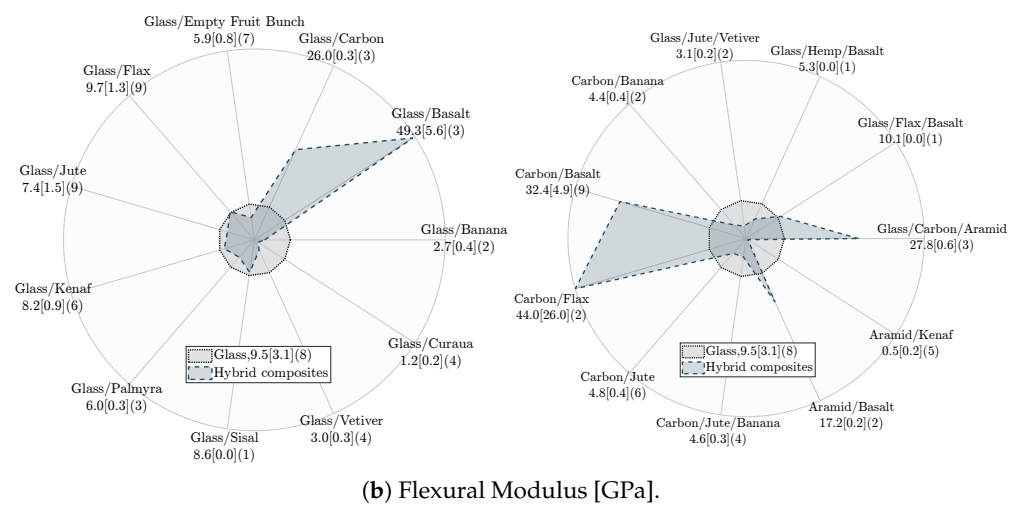 Glass/Empty Fruit Bunch
5.9[0.8](7)
Glass/Carbon
26.0[0.3](3)
Glass/Flax
9.7[1.3](9)
Glass/Basalt
49.3[5.6](3)
Glass/Jute
7.4[1.5](9)
Glass/Banana
2.7[0.4](2)
Glass/Kenaf
8.2[0.9](6)
Glass/Curaua
1.2[0.2](4)
Glass,9.5[3.1](8)
Hybrid composites
Glass/Palmyra
6.0[0.3](3)
Glass/Vetiver
3.0[0.3](4)
Glass/Sisal
8.6[0.0](1)
Glass/Jute/Vetiver
3.1[0.2](2)
Glass/Hemp/Basalt
5.3[0.0](1)
Carbon/Banana
4.4[0.4](2)
Glass/Flax/Basalt
10.1[0.0](1)
Carbon/Basalt
32.4[4.9](9)
Glass/Carbon/Aramid
27.8[0.6](3)
Carbon/Flax
44.0[26.0](2)
Aramid/Kenaf
0.5[0.2](5)
Glass,9.5[3.1](8)
Hybrid composites
Carbon/Jute
4.8[0.4](6)
Aramid/Basalt
17.2[0.2](2)
Carbon/Jute/Banana
4.6[0.3](4)
(b) Flexural Modulus [GPa].